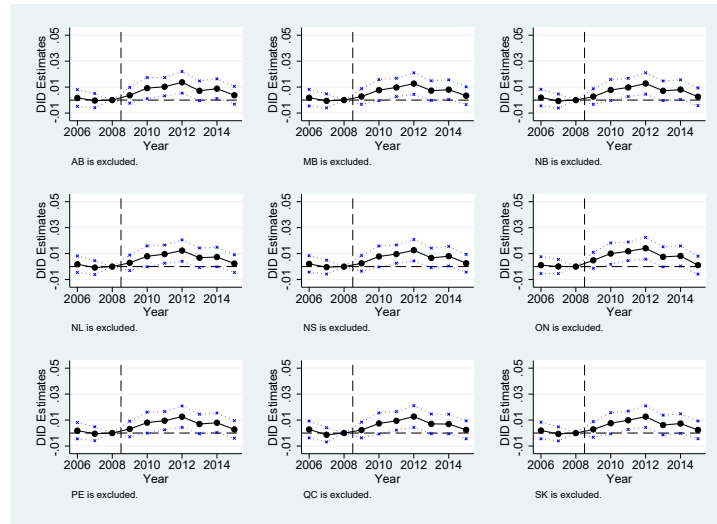 DID Estimates
-.01 .01 .03 .05
2006 2008 2010 2012 2014
Year
AB is excluded.
DID Estimates
-.01 .01 .03 .05
2006 2008 2010 2012 2014
Year
MB is excluded.
DID Estimates
-.01 .01 .03 .05
2006 2008 2010 2012 2014
Year
NB is excluded.
DID Estimates
-.01 .01 .03 .05
2006 2008 2010 2012 2014
Year
NL is excluded.
DID Estimates
-.01 .01 .03 .05
2006 2008 2010 2012 2014
Year
NS is excluded.
DID Estimates
-.01 .01 .03 .05
2006 2008 2010 2012 2014
Year
ON is excluded.
DID Estimates
-.01 .01 .03 .05
2006 2008 2010 2012 2014
Year
PE is excluded.
DID Estimates
-.01 .01 .03 .05
2006 2008 2010 2012 2014
Year
QC is excluded.
DID Estimates
-.01 .01 .03 .05
2006 2008 2010 2012 2014
Year
SK is excluded.